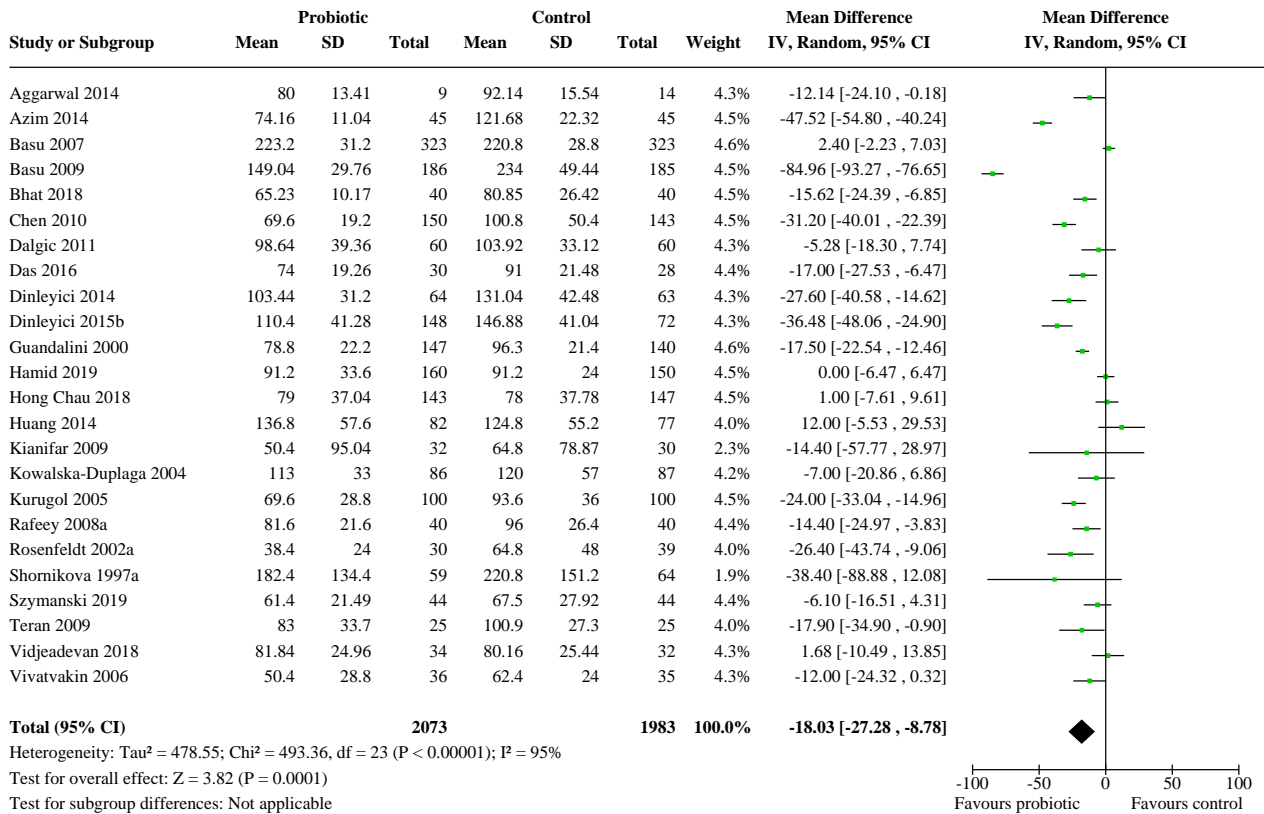 Probiotic Control Mean Difference Mean Difference
Study or Subgroup Mean SD Total Mean SD Total Weight IV, Random, 95% CI IV, Random, 95% CI
Aggarwal 2014 80 13.41 9 92.14 15.54 14 4.3% -12.14 [-24.10 , -0.18]
Azim 2014 74.16 11.04 45 121.68 22.32 45 4.5% -47.52 [-54.80 , -40.24]
Basu 2007 223.2 31.2 323 220.8 28.8 323 4.6% 2.40 [-2.23 , 7.03]
Basu 2009 149.04 29.76 186 234 49.44 185 4.5% -84.96 [-93.27 , -76.65]
Bhat 2018 65.23 10.17 40 80.85 26.42 40 4.5% -15.62 [-24.39 , -6.85]
Chen 2010 69.6 19.2 150 100.8 50.4 143 4.5% -31.20 [-40.01 , -22.39]
Dalgic 2011 98.64 39.36 60 103.92 33.12 60 4.3% -5.28 [-18.30 , 7.74]
Das 2016 74 19.26 30 91 21.48 28 4.4% -17.00 [-27.53 , -6.47]
Dinleyici 2014 103.44 31.2 64 131.04 42.48 63 4.3% -27.60 [-40.58 , -14.62]
Dinleyici 2015b 110.4 41.28 148 146.88 41.04 72 4.3% -36.48 [-48.06 , -24.90]
Guandalini 2000 78.8 22.2 147 96.3 21.4 140 4.6% -17.50 [-22.54 , -12.46]
Hamid 2019 91.2 33.6 160 91.2 24 150 4.5% 0.00 [-6.47 , 6.47]
Hong Chau 2018 79 37.04 143 78 37.78 147 4.5% 1.00 [-7.61 , 9.61]
Huang 2014 136.8 57.6 82 124.8 55.2 77 4.0% 12.00 [-5.53 , 29.53]
Kianifar 2009 50.4 95.04 32 64.8 78.87 30 2.3% -14.40 [-57.77 , 28.97]
Kowalska-Duplaga 2004 113 33 86 120 57 87 4.2% -7.00 [-20.86 , 6.86]
Kurugol 2005 69.6 28.8 100 93.6 36 100 4.5% -24.00 [-33.04 , -14.96]
Rafeey 2008a 81.6 21.6 40 96 26.4 40 4.4% -14.40 [-24.97 , -3.83]
Rosenfeldt 2002a 38.4 24 30 64.8 48 39 4.0% -26.40 [-43.74 , -9.06]
Shornikova 1997a 182.4 134.4 59 220.8 151.2 64 1.9% -38.40 [-88.88 , 12.08]
Szymanski 2019 61.4 21.49 44 67.5 27.92 44 4.4% -6.10 [-16.51 , 4.31]
Teran 2009 83 33.7 25 100.9 27.3 25 4.0% -17.90 [-34.90 , -0.90]
Vidjeadevan 2018 81.84 24.96 34 80.16 25.44 32 4.3% 1.68 [-10.49 , 13.85]
Vivatvakin 2006 50.4 28.8 36 62.4 24 35 4.3% -12.00 [-24.32 , 0.32]
Total (95% CI) 2073 1983 100.0% -18.03 [-27.28 , -8.78]
Heterogeneity: Tau² = 478.55; Chi² = 493.36, df = 23 (P < 0.00001); I² = 95%
Test for overall effect: Z = 3.82 (P = 0.0001)
Test for subgroup differences: Not applicable
-100 -50 0 50 100
Favours probiotic Favours control